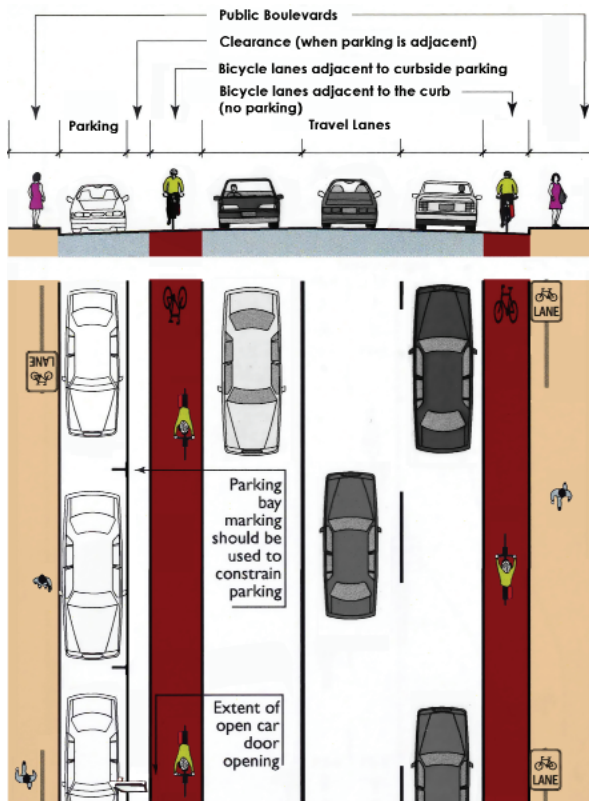 Public Boulevards
Clearance (when parking is adjacent)
Bicycle lanes adjacent to curbside parking
Bicycle lanes adjacent to the curb
(no parking)
Parking
Travel Lanes
LANE
LANE
Parking
bay
marking
should be
used to
constrain
parking
Extent of
open car
door
opening
LANE